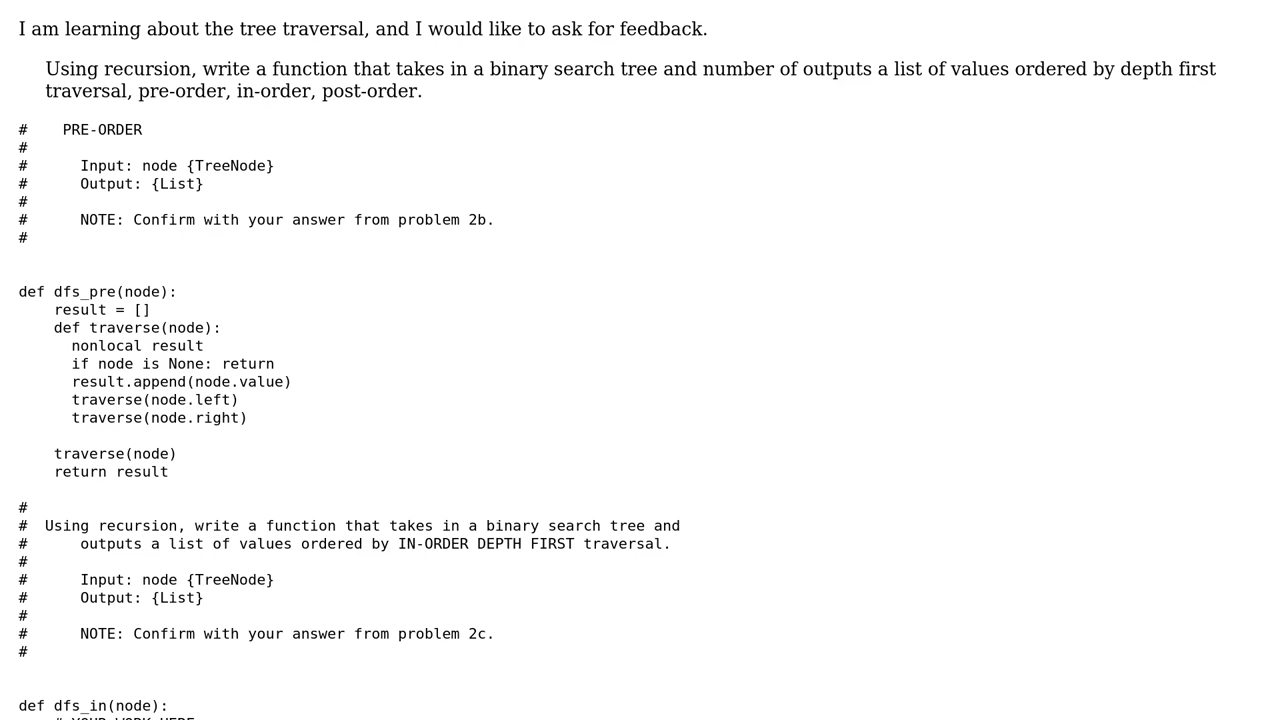 I am learning about the tree traversal, and I would like to ask for feedback.
Using recursion, write a function that takes in a binary search tree and number of outputs a list of values ordered by depth first
traversal, pre-order, in-order, post-order.
#    PRE-ORDER
#
#      Input: node {TreeNode}
#      Output: {List}
#
#      NOTE: Confirm with your answer from problem 2b.
#
def dfs_pre(node):
    result = []
    def traverse(node):
      nonlocal result
      if node is None: return
      result.append(node.value)
      traverse(node.left)
      traverse(node.right)
    traverse(node)
    return result
#
#  Using recursion, write a function that takes in a binary search tree and
#      outputs a list of values ordered by IN-ORDER DEPTH FIRST traversal.
#
#      Input: node {TreeNode}
#      Output: {List}
#
#      NOTE: Confirm with your answer from problem 2c.
#
def dfs_in(node):
    # YOUR WORK HERE